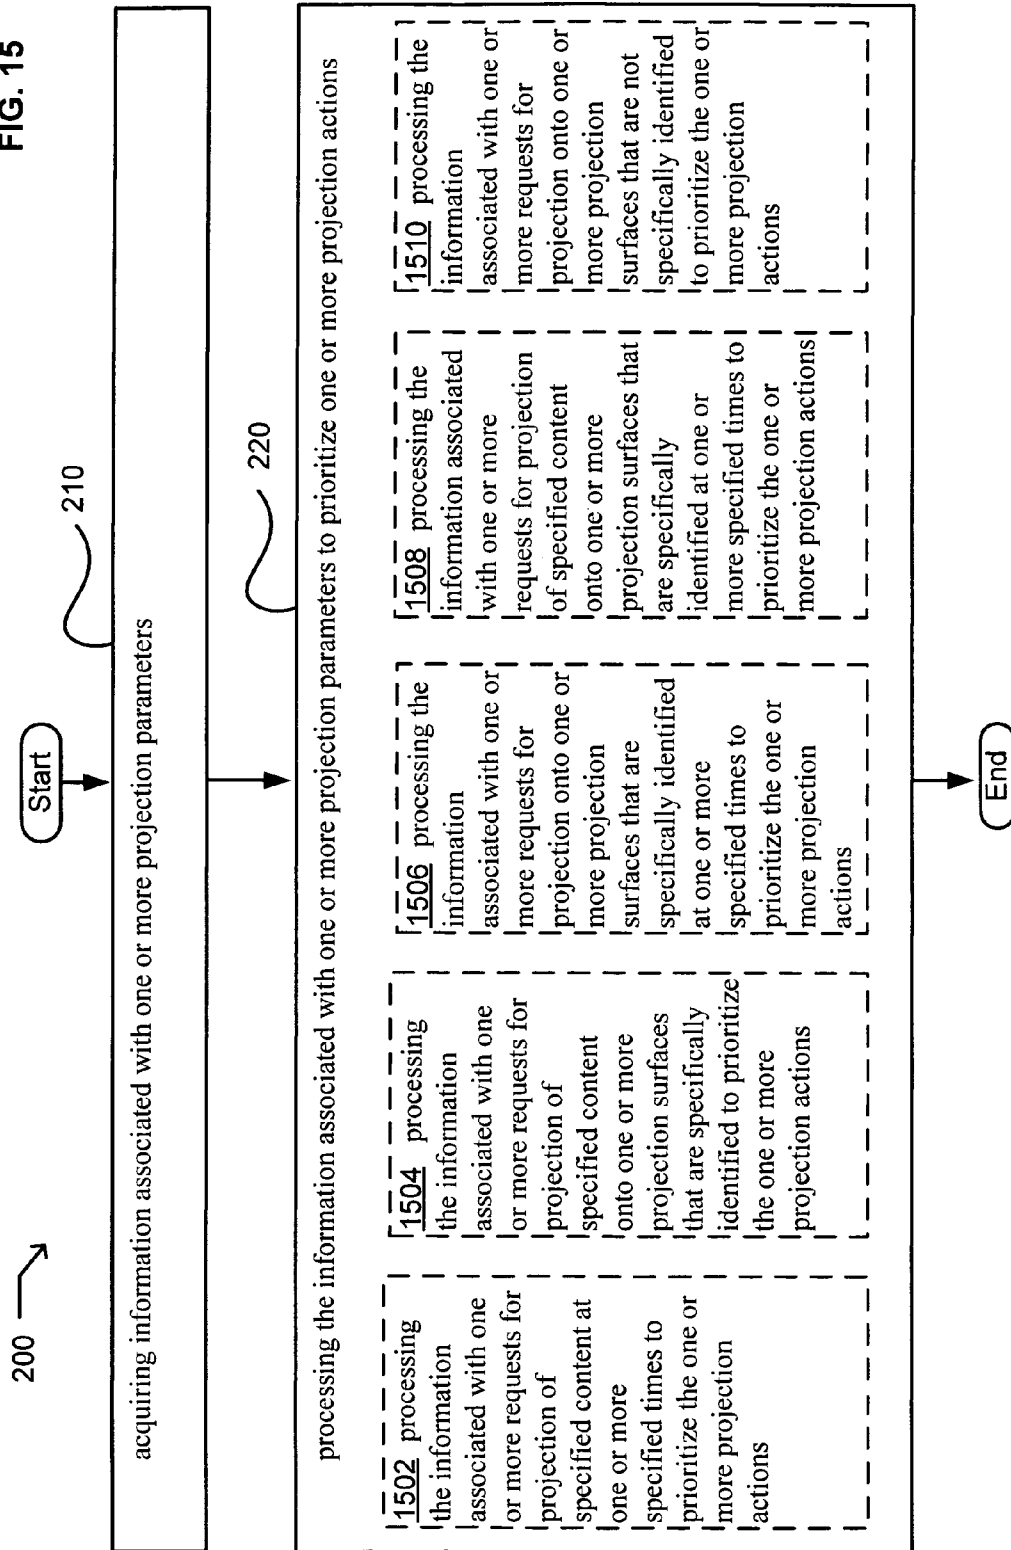 FIG. 15
200
Start
210
acquiring information associated with one or more projection parameters
220
processing the information associated with one or more projection parameters to prioritize one or more projection actions
1502 processing
the information
associated with one
or more requests for
projection of
specified content at
one or more
specified times to
prioritize the one or
more projection
actions
1504 processing
the information
associated with one
or more requests for
projection of
specified content
onto one or more
projection surfaces
that are specifically
identified to prioritize
the one or more
projection actions
1506 processing the
information
associated with one or
more requests for
projection onto one or
more projection
surfaces that are
specifically identified
at one or more
specified times to
prioritize the one or
more projection
actions
1508 processing the
information associated
with one or more
requests for projection
of specified content
onto one or more
projection surfaces that
are specifically
identified at one or
more specified times to
prioritize the one or
more projection actions
1510 processing the
information
associated with one or
more requests for
projection onto one or
more projection
surfaces that are not
specifically identified
to prioritize the one or
more projection
actions
End